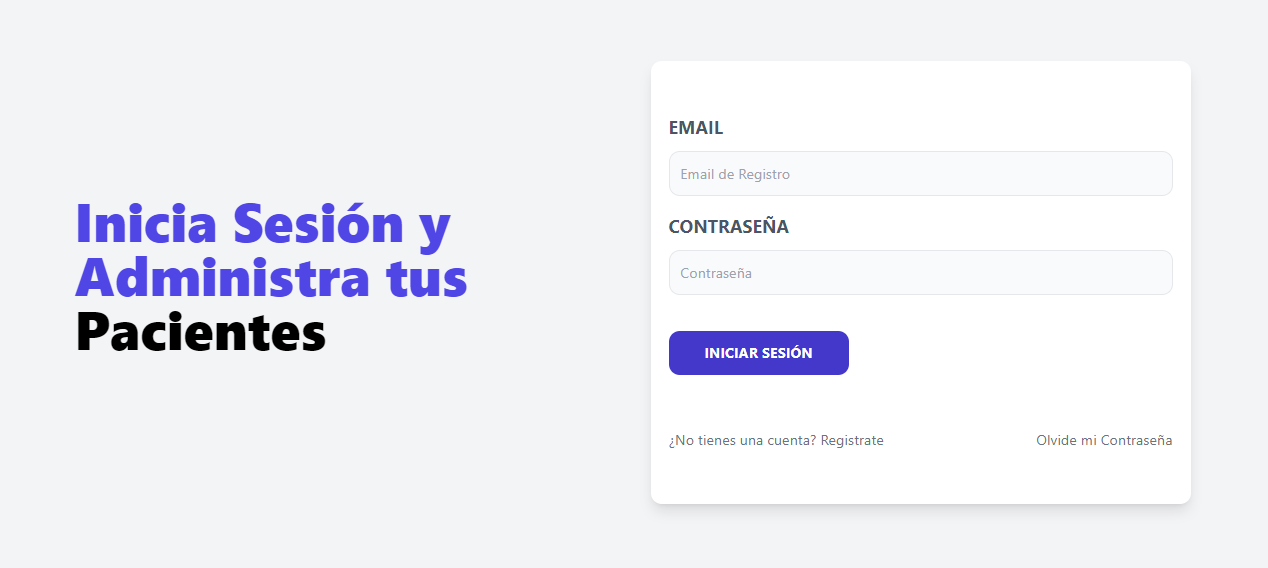 Inicia Sesión y
Administra tus
Pacientes
EMAIL
Email de Registro
CONTRASEÑA
Contraseña
INICIAR SESIÓN
¿No tienes una cuenta? Registrate
Olvide mi Contraseña